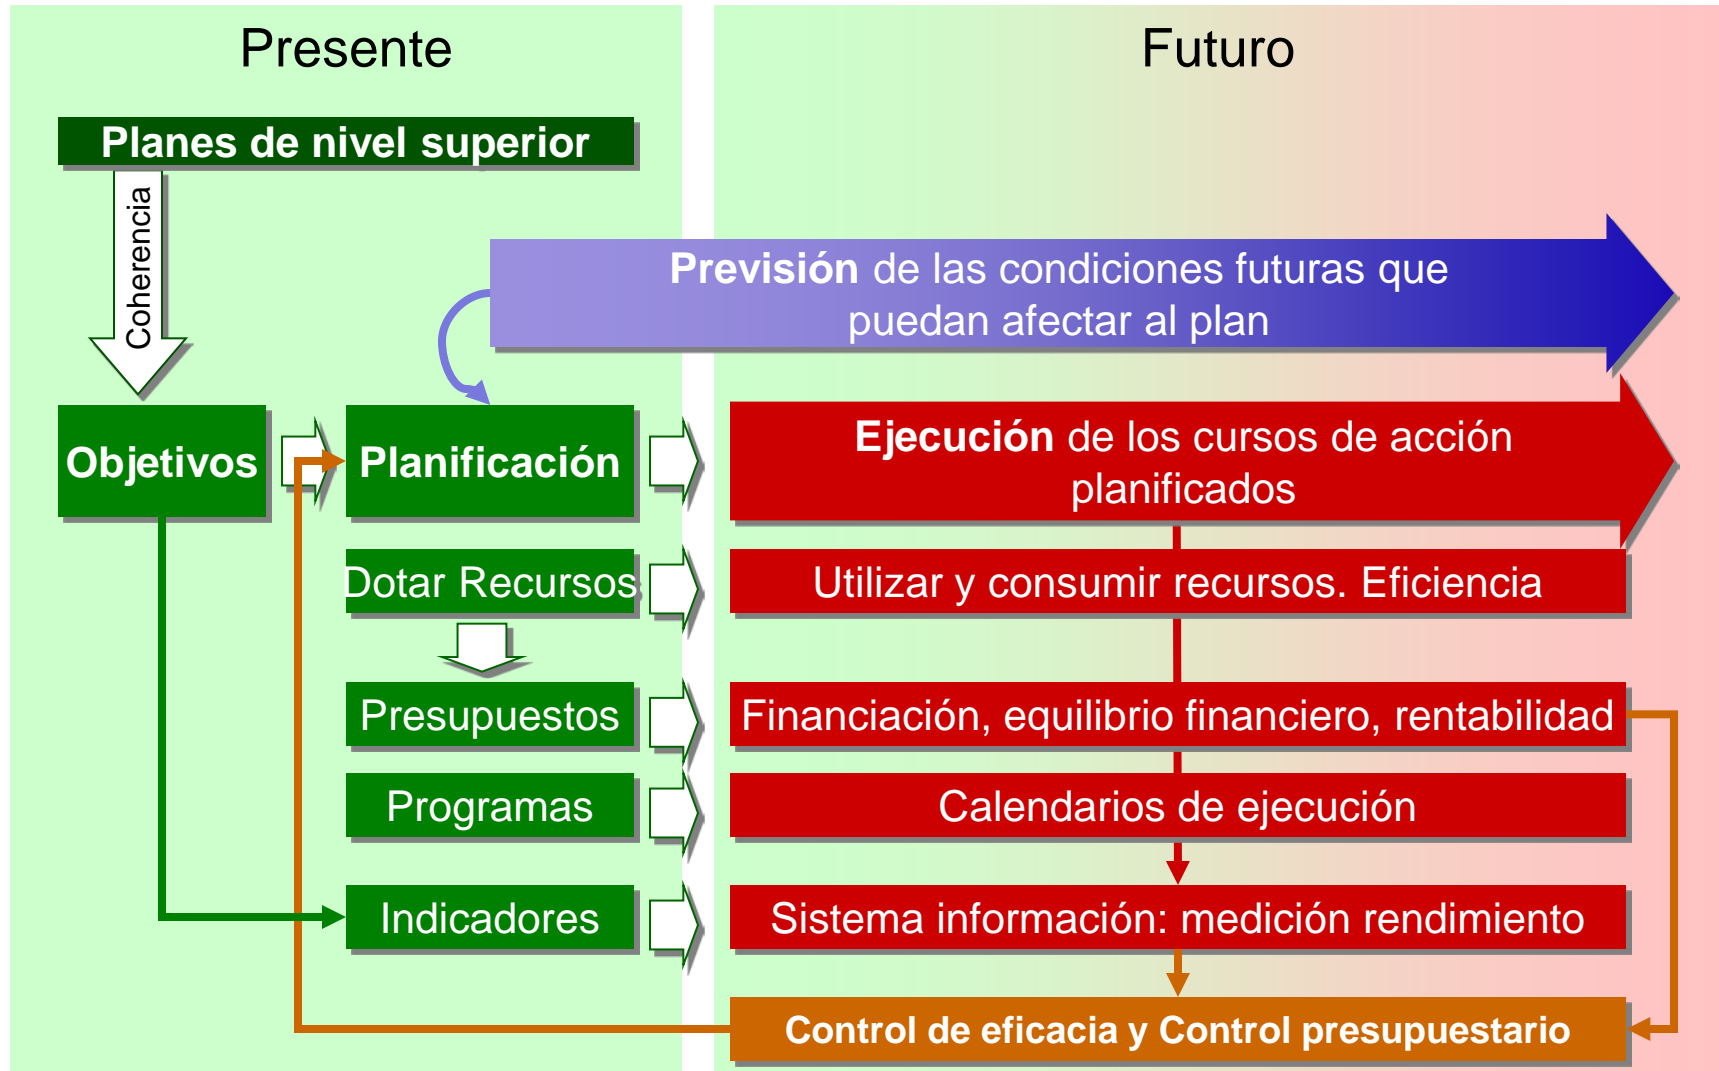 Presente
Futuro
Planes de nivel superior
Coherencia
Previsión de las condiciones futuras que
puedan afectar al plan
Objetivos
Planificación
Ejecución de los cursos de acción
planificados
Dotar Recursos
Utilizar y consumir recursos. Eficiencia
Presupuestos
Financiación, equilibrio financiero, rentabilidad
Programas
Calendarios de ejecución
Indicadores
Sistema información: medición rendimiento
Control de eficacia y Control presupuestario